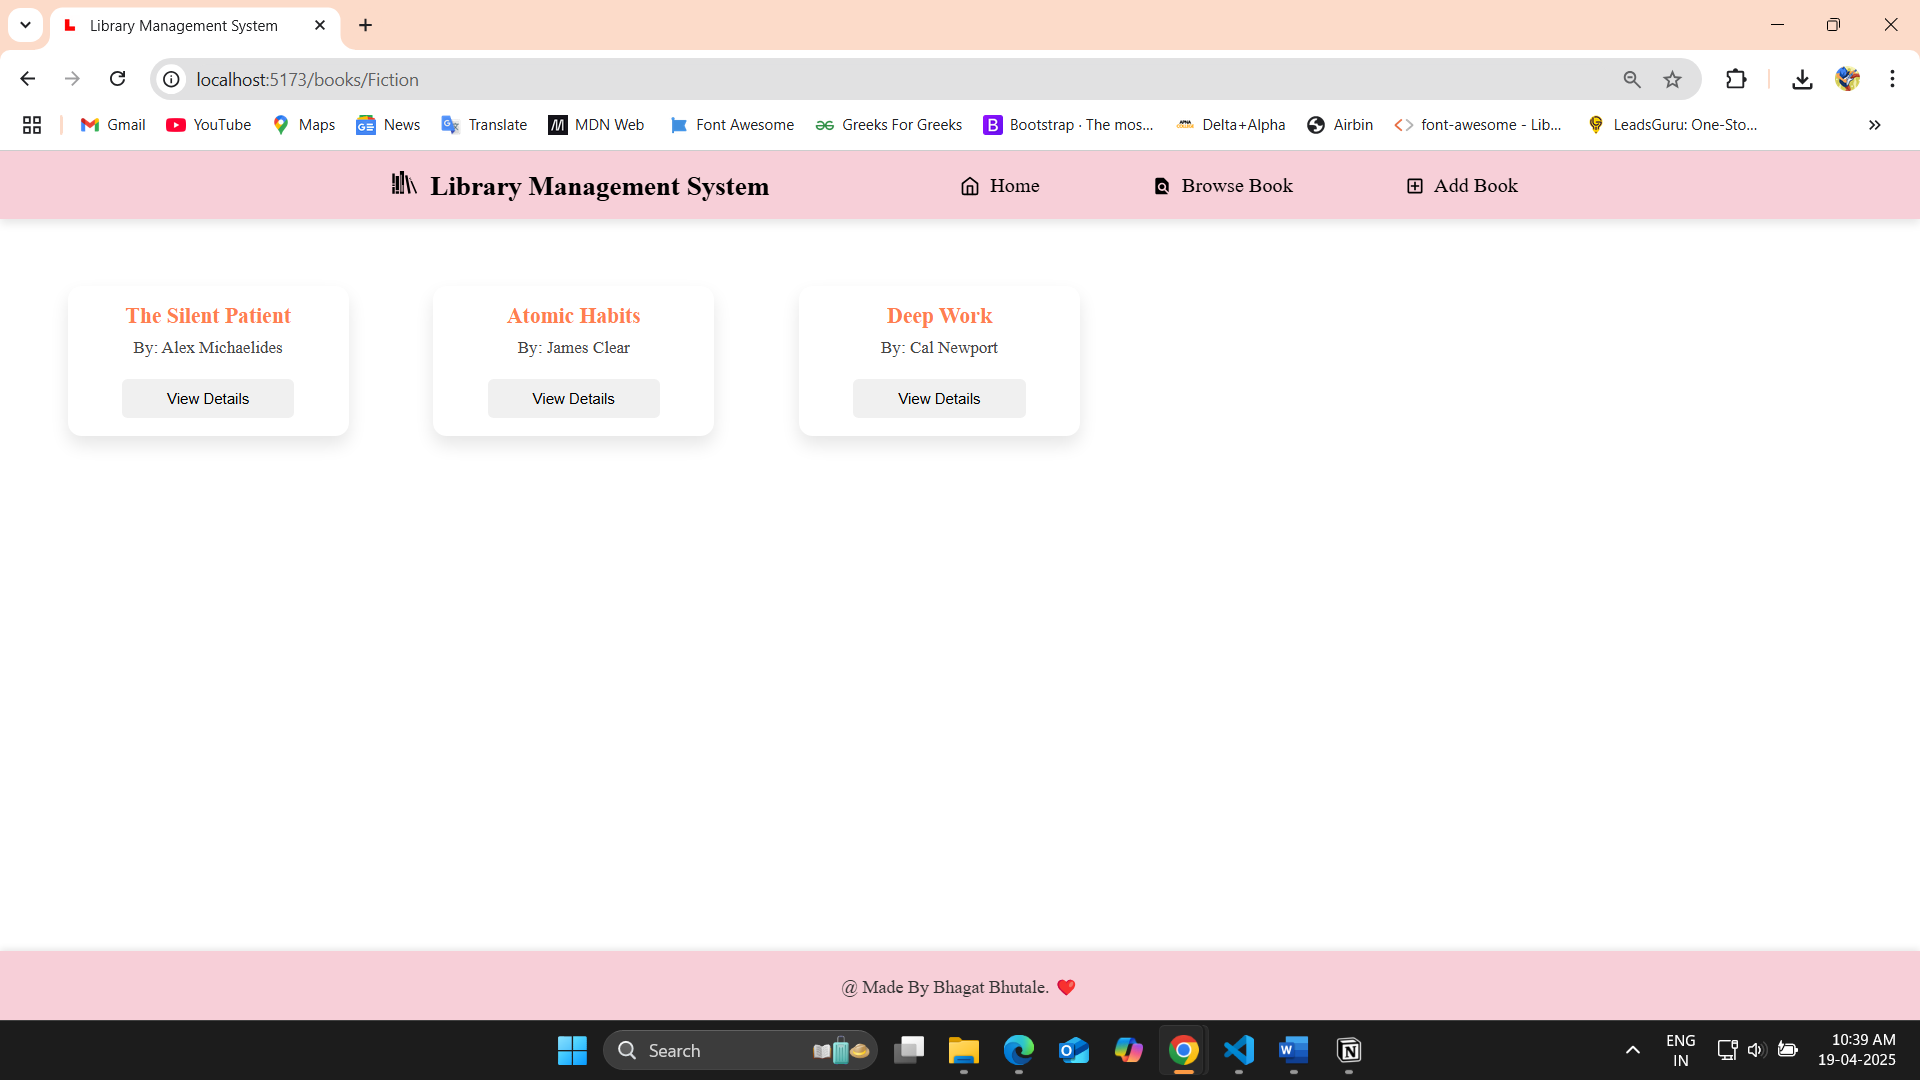 Library Management System
localhost:5173/books/Fiction
Gmail
YouTube
Maps
News
Translate
MDN Web
Font Awesome
Greeks For Greeks
Bootstrap · The mos...
Delta+Alpha
Airbin
font-awesome - Lib...
LeadsGuru: One-Sto...
Library Management System
Home
Browse Book
Add Book
The Silent Patient
By: Alex Michaelides
View Details
Atomic Habits
By: James Clear
View Details
Deep Work
By: Cal Newport
View Details
@ Made By Bhagat Bhutale. ❤️
Search
ENG
IN
10:39 AM
19-04-2025